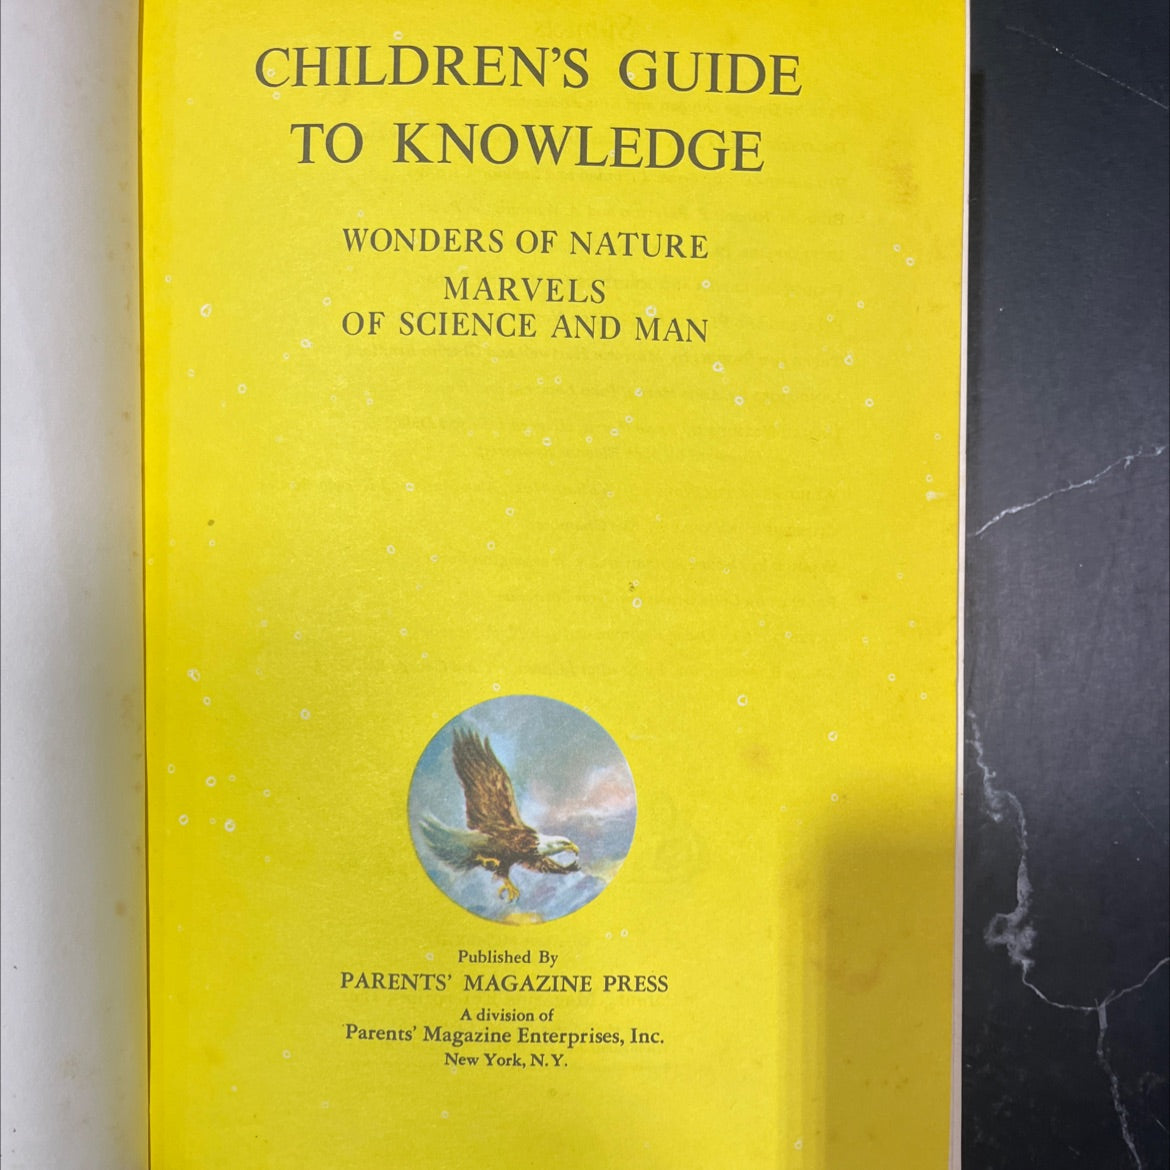 CHILDREN'S GUIDE
TO KNOWLEDGE
WONDERS OF NATURE
MARVELS
OF SCIENCE AND MAN
Published By
PARENTS' MAGAZINE PRESS
A division of
Parents' Magazine Enterprises, Inc.
New York, N.Y.